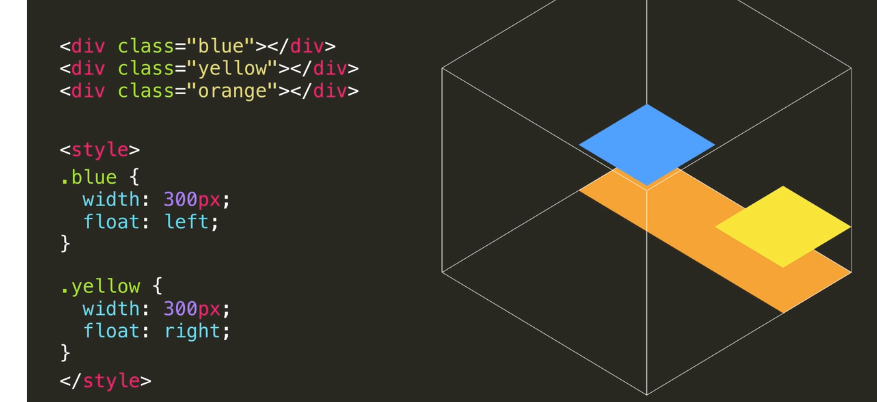 <div class="blue"></div>
<div class="yellow"></div>
<div class="orange"></div>
<style>
.blue {
  width: 300px;
  float: left;
}
.yellow {
  width: 300px;
  float: right;
}
</style>